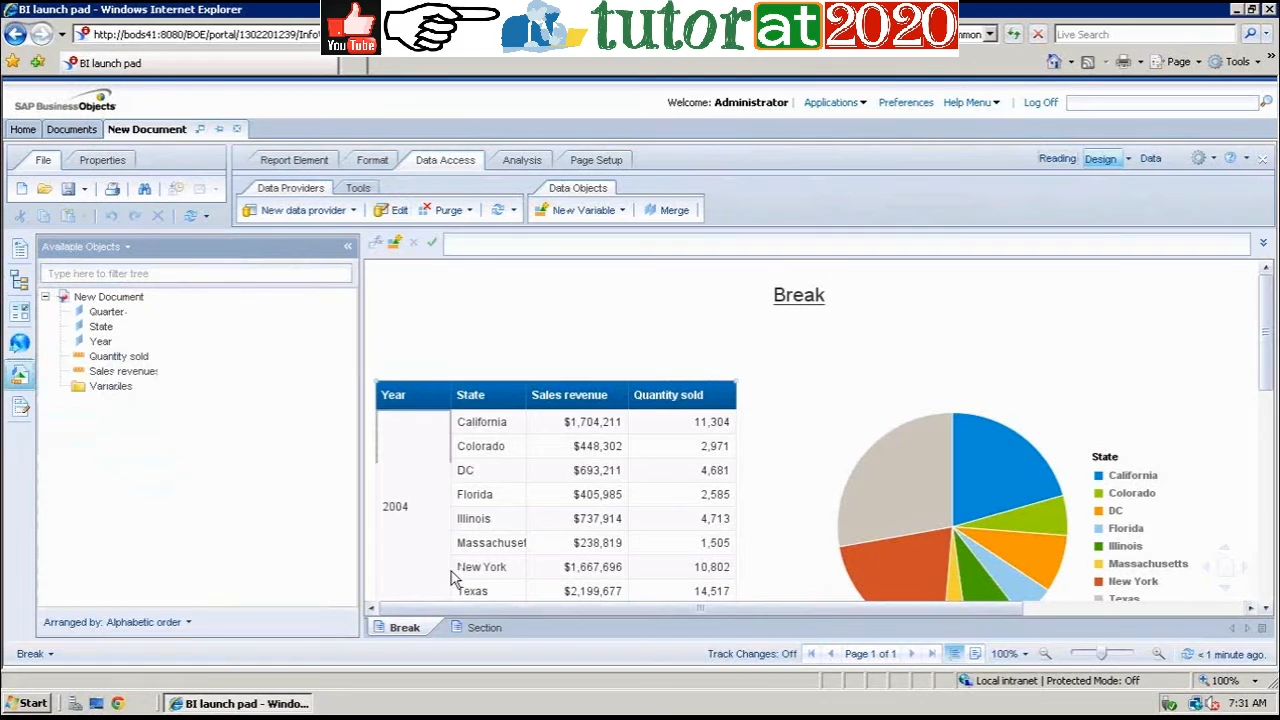 BI launch pad - Windows Internet Explorer
http://bods41:8080/BOE/portal/1302201239/Info
You Tube
tutorat2020
Live Search
BI launch pad
Page
Tools
SAP BusinessObjects
Welcome: Administrator
Applications
Preferences
Help Menu
Log Off
Home
Documents
New Document
File
Properties
Report Element
Format
Data Access
Analysis
Page Setup
Reading
Design
Data
Data Providers
Tools
Data Objects
New data provider
Edit
Purge
New Variable
Merge
Available Objects
Type here to filter tree
New Document
Quarter
State
Year
Quantity sold
Sales revenue
Variables
Arranged by: Alphabetic order
Break
Year State Sales revenue Quantity sold
California $1,704,211 11,304
Colorado $448,302 2,971
DC $693,211 4,681
Florida $405,985 2,585
2004
Illinois $737,914 4,713
Massachuset $238,819 1,505
New York $1,667,696 10,802
Texas $2,199,677 14,517
State
California
Colorado
DC
Florida
Illinois
Massachusetts
New York
Texas
Break
Section
Break
Track Changes: Off
Page 1 of 1
100%
< 1 minute ago.
Local intranet | Protected Mode: Off
100%
Start
BI launch pad - Windo...
7:31 AM